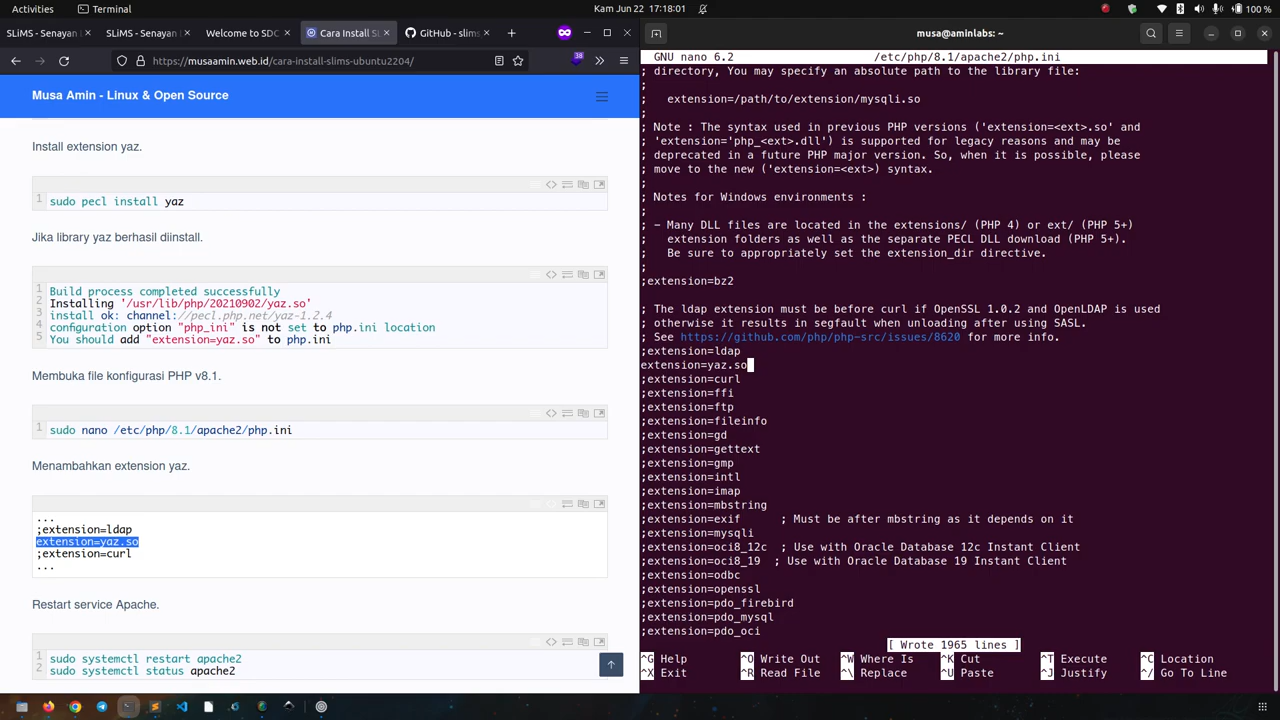 Activities
Terminal
Kam Jun 22 17:18:01
100 %
SLiMS - Senayan
SLiMS - Senayan
Welcome to SDC
Cara Install S
GitHub - slims
38
https://musaamin.web.id/cara-install-slims-ubuntu2204/
Musa Amin - Linux & Open Source
Install extension yaz.
1 sudo pecl install yaz
Jika library yaz berhasil diinstall.
1 Build process completed successfully
2 Installing '/usr/lib/php/20210902/yaz.so'
3 install ok: channel://pecl.php.net/yaz-1.2.4
4 configuration option "php_ini" is not set to php.ini location
5 You should add "extension=yaz.so" to php.ini
Membuka file konfigurasi PHP v8.1.
1 sudo nano /etc/php/8.1/apache2/php.ini
Menambahkan extension yaz.
...
;extension=ldap
extension=yaz.so
;extension=curl
...
Restart service Apache.
1 sudo systemctl restart apache2
2 sudo systemctl status apache2
musa@aminlabs: ~
GNU nano 6.2 /etc/php/8.1/apache2/php.ini
; directory, You may specify an absolute path to the library file:
;
;   extension=/path/to/extension/mysqli.so
;
; Note : The syntax used in previous PHP versions ('extension=<ext>.so' and
; 'extension='php_<ext>.dll') is supported for legacy reasons and may be
; deprecated in a future PHP major version. So, when it is possible, please
; move to the new ('extension=<ext>) syntax.
;
; Notes for Windows environments :
;
; - Many DLL files are located in the extensions/ (PHP 4) or ext/ (PHP 5+)
;   extension folders as well as the separate PECL DLL download (PHP 5+).
;   Be sure to appropriately set the extension_dir directive.
;
;extension=bz2
; The ldap extension must be before curl if OpenSSL 1.0.2 and OpenLDAP is used
; otherwise it results in segfault when unloading after using SASL.
; See https://github.com/php/php-src/issues/8620 for more info.
;extension=ldap
extension=yaz.so
;extension=curl
;extension=ffi
;extension=ftp
;extension=fileinfo
;extension=gd
;extension=gettext
;extension=gmp
;extension=intl
;extension=imap
;extension=mbstring
;extension=exif      ; Must be after mbstring as it depends on it
;extension=mysqli
;extension=oci8_12c  ; Use with Oracle Database 12c Instant Client
;extension=oci8_19  ; Use with Oracle Database 19 Instant Client
;extension=odbc
;extension=openssl
;extension=pdo_firebird
;extension=pdo_mysql
;extension=pdo_oci
[ Wrote 1965 lines ]
^G Help ^O Write Out ^W Where Is ^K Cut ^T Execute ^C Location
^X Exit ^R Read File ^\ Replace ^U Paste ^J Justify ^/ Go To Line